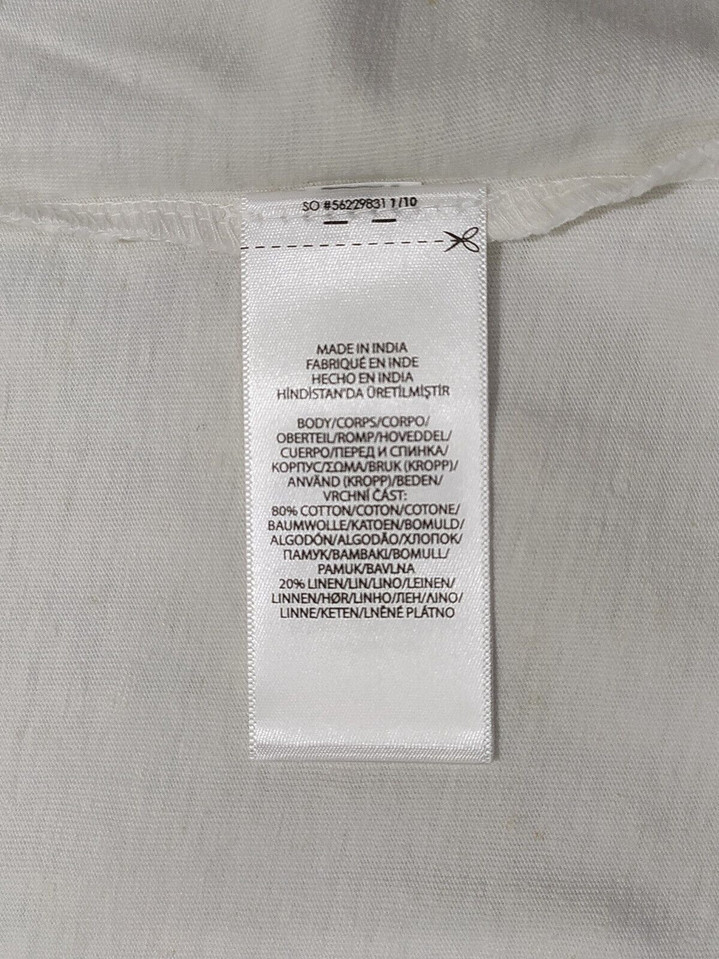 SO #56229831 1/10
MADE IN INDIA
FABRIQUÉ EN INDE
HECHO EN INDIA
HİNDİSTAN'DA ÜRETİLMİŞTİR
BODY/CORPS/CORPO/
OBERTEIL/ROMP/HOVEDDEL/
CUERPO/ПЕРЕД И СПИНКА/
КОРПУС/ΣΩΜΑ/BRUK (KROPP)/
ANVÄND (KROPP)/BEDEN/
VRCHNÍ ČÁST:
80% COTTON/COTON/COTONE/
BAUMWOLLE/KATOEN/BOMULD/
ALGODÓN/ALGODÃO/ХЛОПОК/
ПАМУК/ΒΑΜΒΑΚΙ/BOMULL/
PAMUK/BAVLNA
20% LINEN/LIN/LINO/LEINEN/
LINNEN/HØR/LINHO/ЛЕН/ΛΙΝΟ/
LINNE/KETEN/LNĚNÉ PLÁTNO